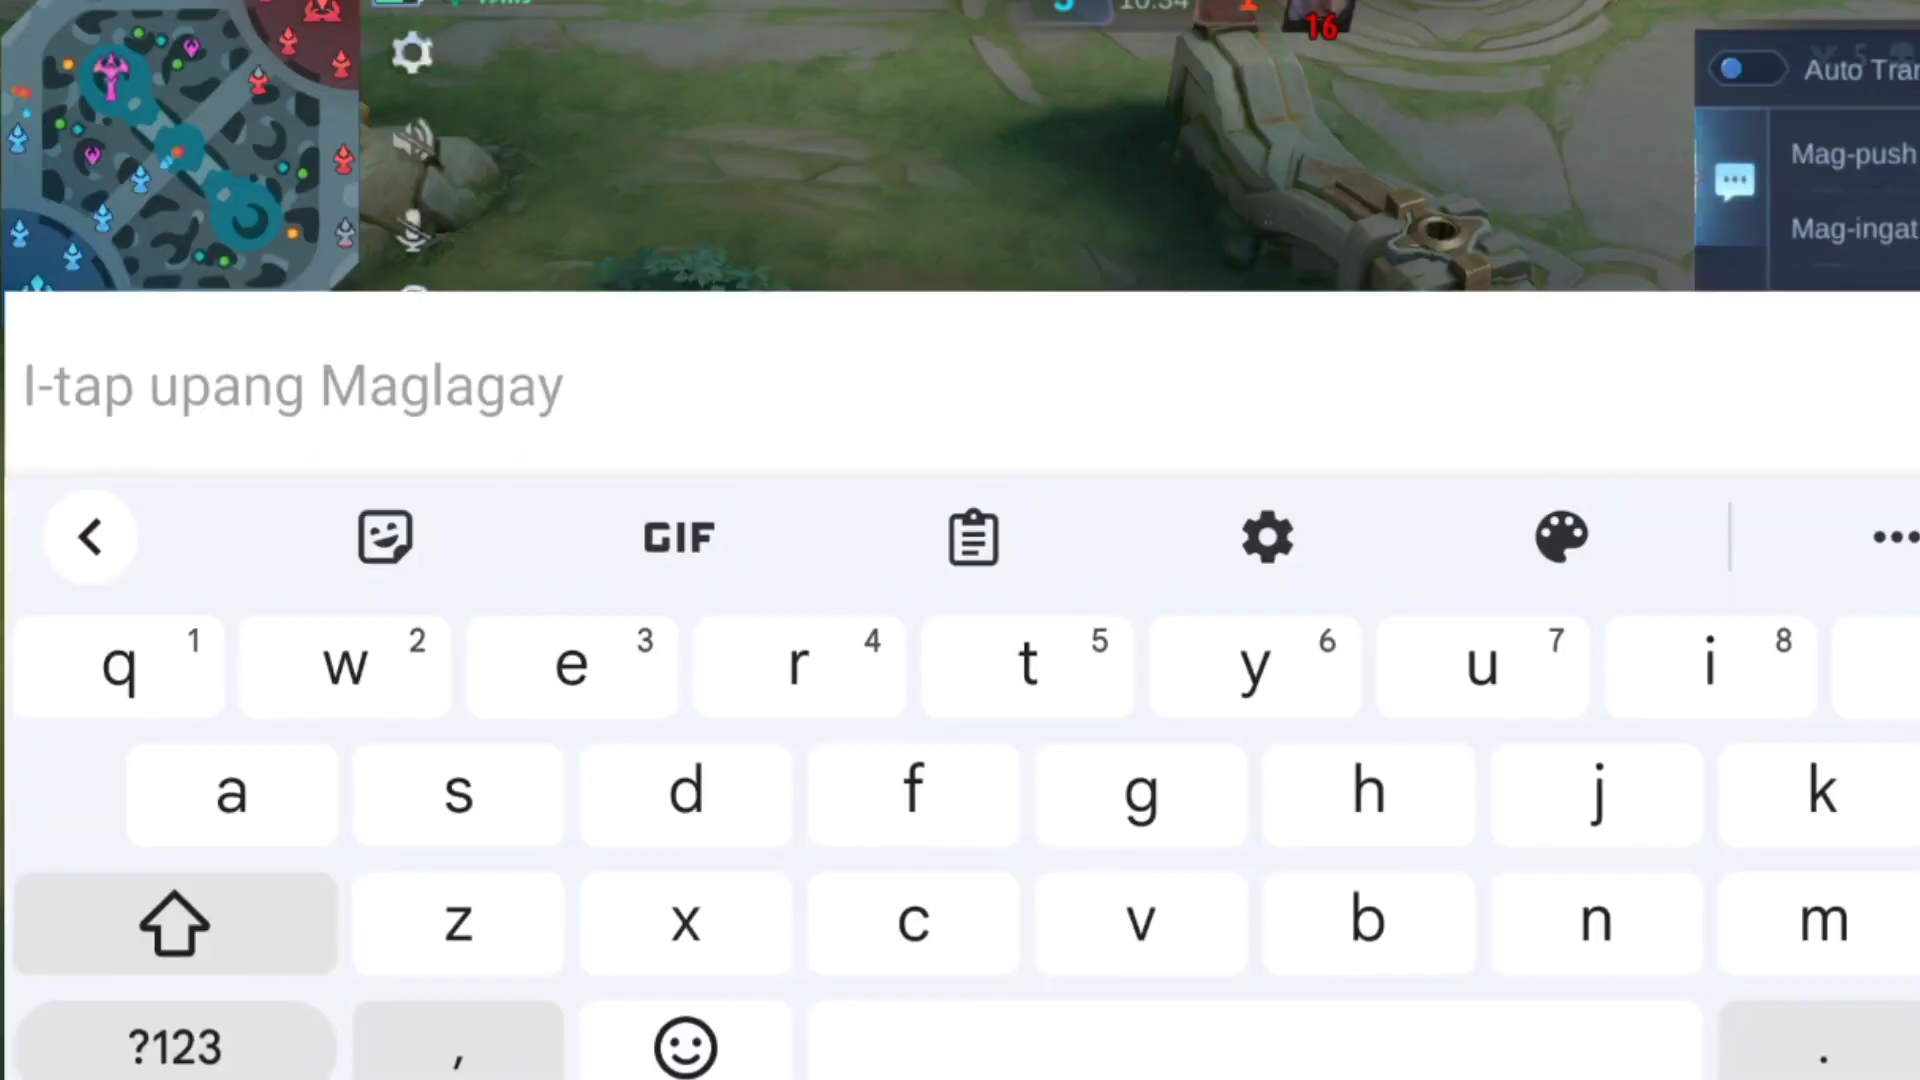 16
Auto
Mag-push
Mag-ingat
I-tap upang Maglagay
GIF
q 1 w 2 e 3 r 4 t 5 y 6 u 7 i 8
a s d f g h j k
z x c v b n m
?123 , .